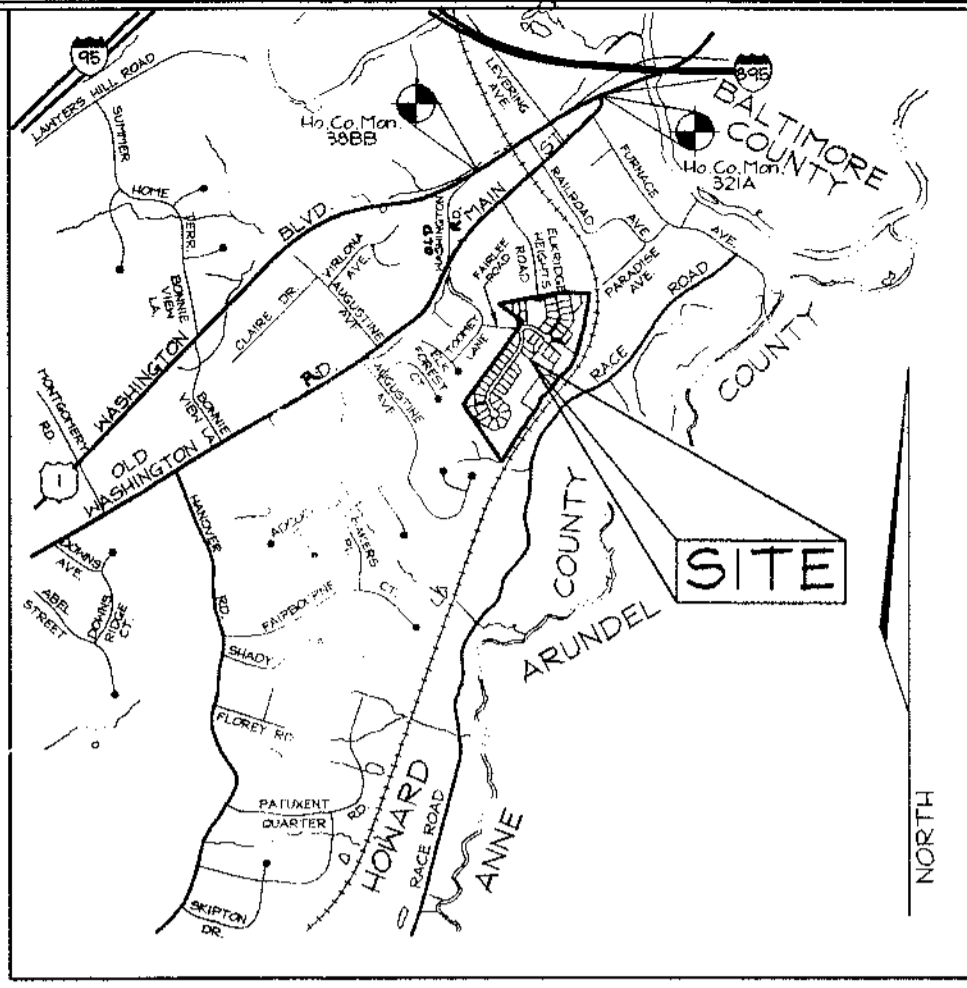 95
LAWYERS HILL ROAD
SUMMER
HOME
TERR.
BONNIE
VIEW
LA.
LEVERING
AVE.
895
BALTIMORE
COUNTY
Ho.Co.Mon.
38BB
Ho.Co.Mon.
321A
WASHINGTON
BLVD
OLD
WASHINGTON
RD.
MAIN
ST
RAILROAD
AVE.
FURNACE
AVE.
PARADISE
AVE
VIRLONA
AVE.
CLAIRE DR.
AUGUSTINE
AVE
FAIRLEE
ROAD
ELKRIDGE
HEIGHTS
ROAD
RACE
ROAD
COUNTY
TOOMEY
LANE
ELK
FOREST
CT
AUGUSTINE
AVE
MONTGOMERY
RD.
BONNIE
VIEW LA
1
OLD
WASHINGTON
RD.
SITE
DOWNS
AVE.
ABEL
STREET
DOWNS
RIDGE
CT.
HANOVER
RD.
CT.
FAIRBOURNE
SHADY
FLOREY RD.
COUNTY
ARUNDEL
ANNE
HOWARD
RACE ROAD
PATUXENT
QUARTER
RD.
SKIPTON
DR.
NORTH